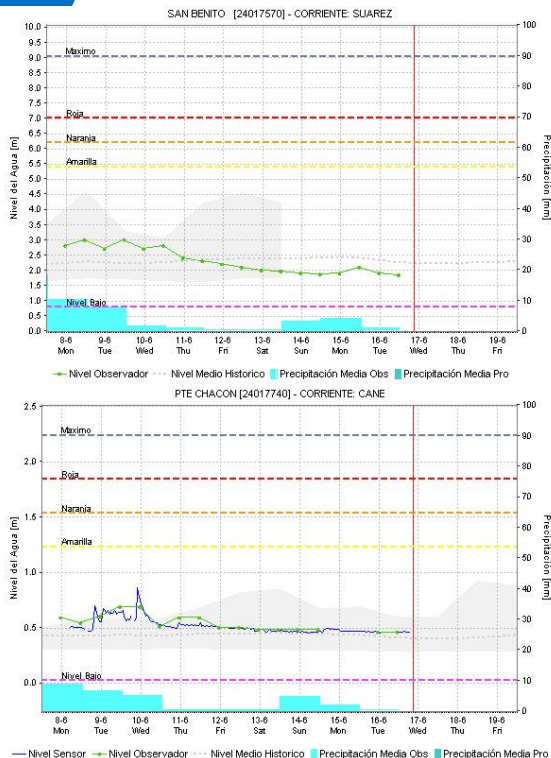 SAN BENITO [24017570] - CORRIENTE: SUAREZ
Nivel del Agua [m]
10.0
9.5
9.0
8.5
8.0
7.5
7.0
6.5
6.0
5.5
5.0
4.5
4.0
3.5
3.0
2.5
2.0
1.5
1.0
0.5
0.0
Maximo
Roja
Naranja
Amarilla
Nivel Bajo
100
90
80
70
60
50
40
30
20
10
0
Precipitación [mm]
8-6 9-6 10-6 11-6 12-6 13-6 14-6 15-6 16-6 17-6 18-6 19-6
Mon Tue Wed Thu Fri Sat Sun Mon Tue Wed Thu Fri
Nivel Observador Nivel Medio Historico Precipitación Media Obs Precipitación Media Pro
PTE CHACON [24017740] - CORRIENTE: CANE
Nivel del Agua [m]
2.5
2.0
1.5
1.0
0.5
0.0
Maximo
Roja
Naranja
Amarilla
Nivel Bajo
100
90
80
70
60
50
40
30
20
10
0
Precipitación [mm]
8-6 9-6 10-6 11-6 12-6 13-6 14-6 15-6 16-6 17-6 18-6 19-6
Mon Tue Wed Thu Fri Sat Sun Mon Tue Wed Thu Fri
Nivel Sensor Nivel Observador Nivel Medio Historico Precipitación Media Obs Precipitación Media Pro